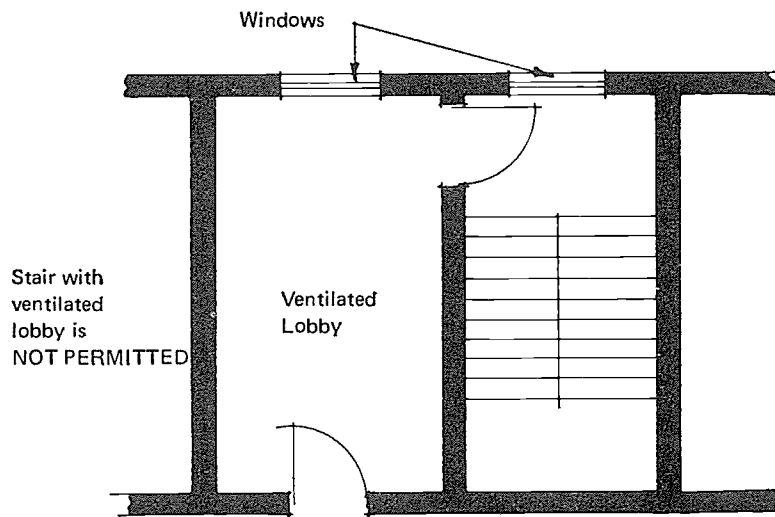 Windows
Stair with
ventilated
lobby is
NOT PERMITTED
Ventilated
Lobby